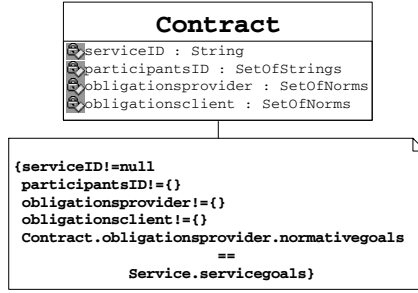 Contract
serviceID : String
participantsID : SetOfStrings
obligationsprovider : SetOfNorms
obligationsclient : SetOfNorms
{serviceID!=null
participantsID!={}
obligationsprovider!={}
obligationsclient!={}
Contract.obligationsprovider.normativegoals
==
Service.servicegoals}